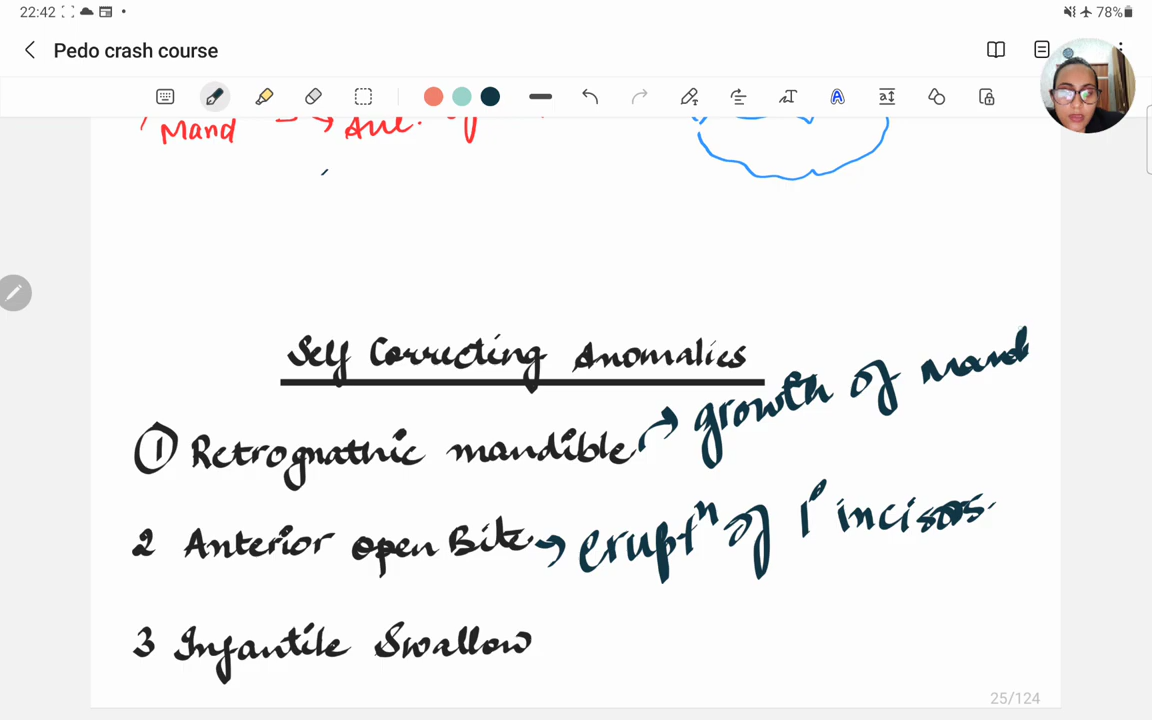 22:42
78%
Pedo crash course
Mand
Self Correcting Anomalies
① Retrognathic mandible → growth of mand
2 Anterior open Bite → erupt^n of 1° incisors.
3 Infantile Swallow
25/124